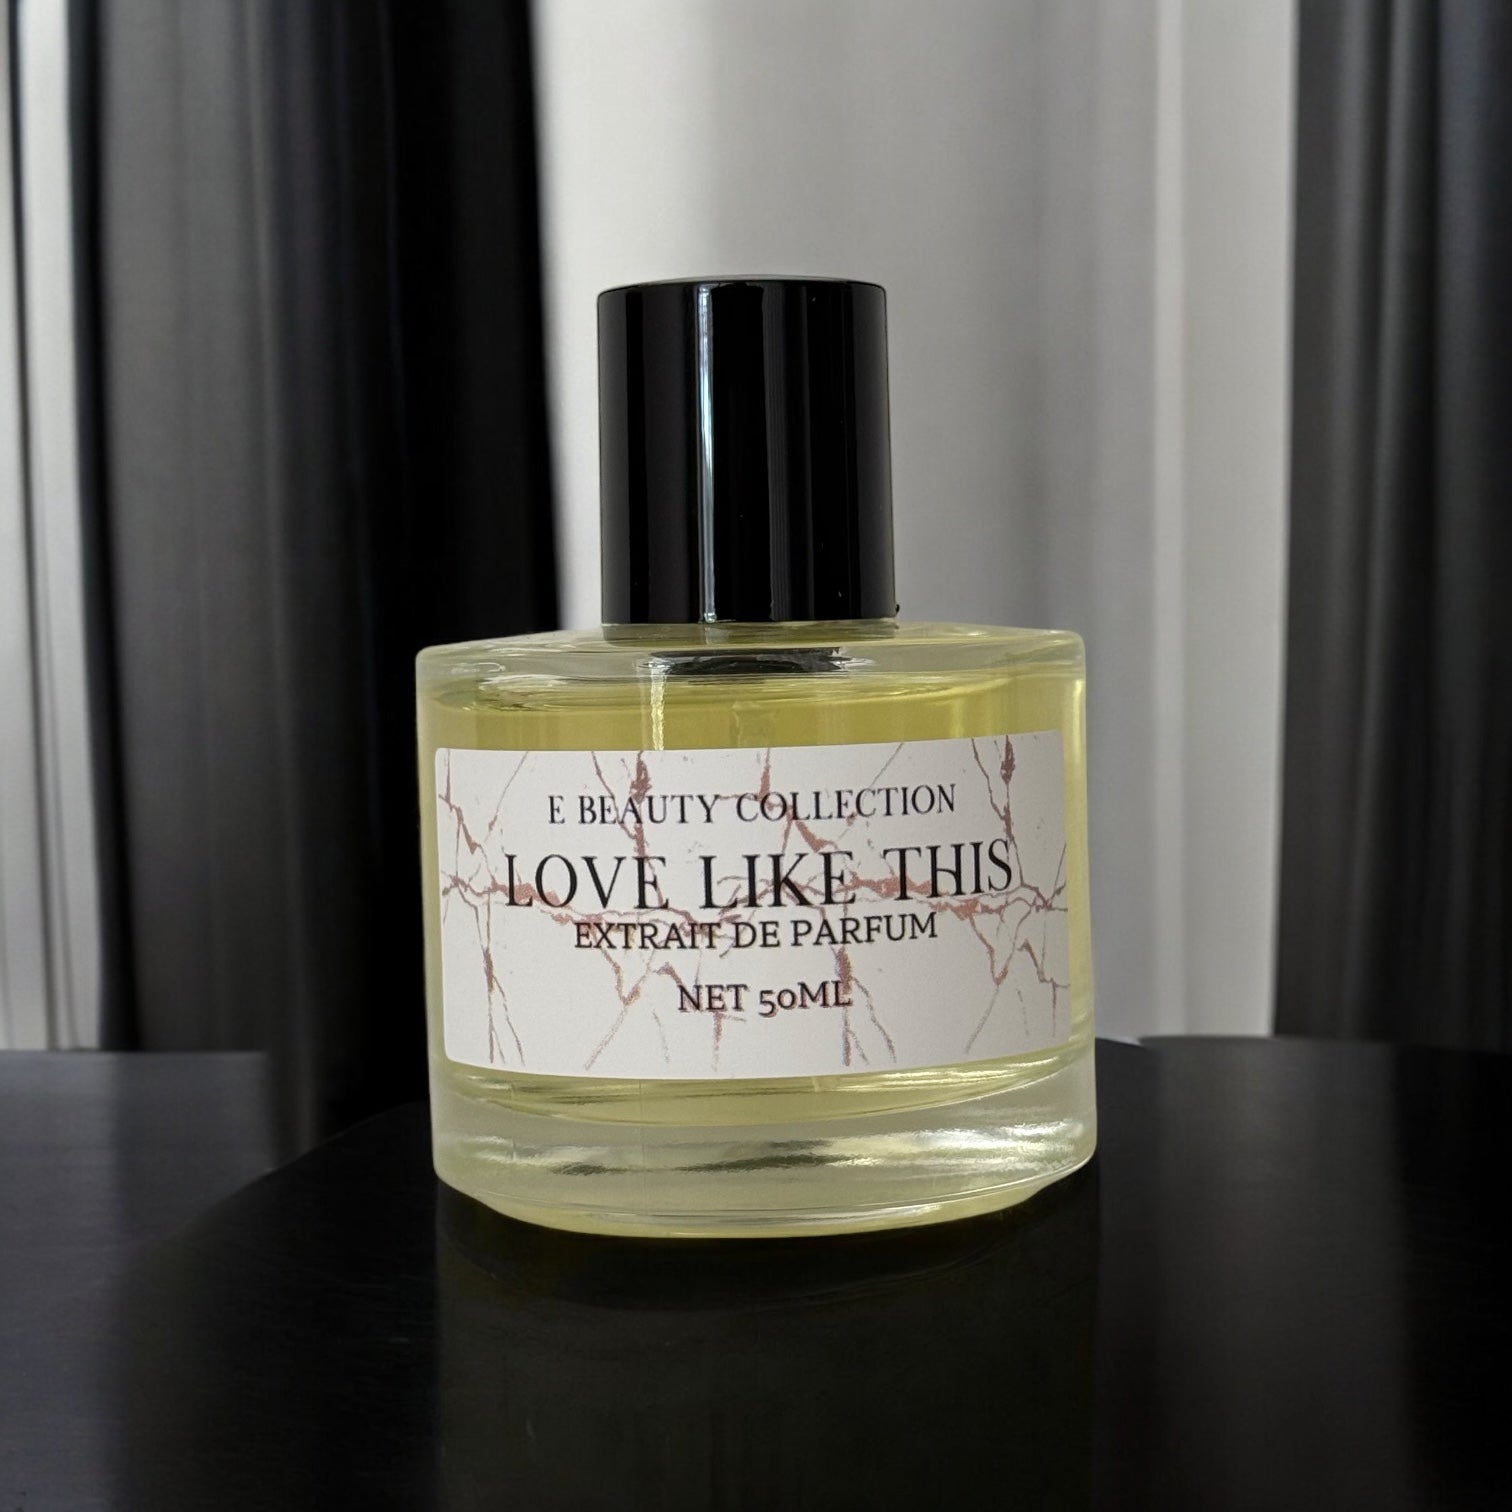 E BEAUTY COLLECTION
LOVE LIKE THIS
EXTRAIT DE PARFUM
NET 50ML